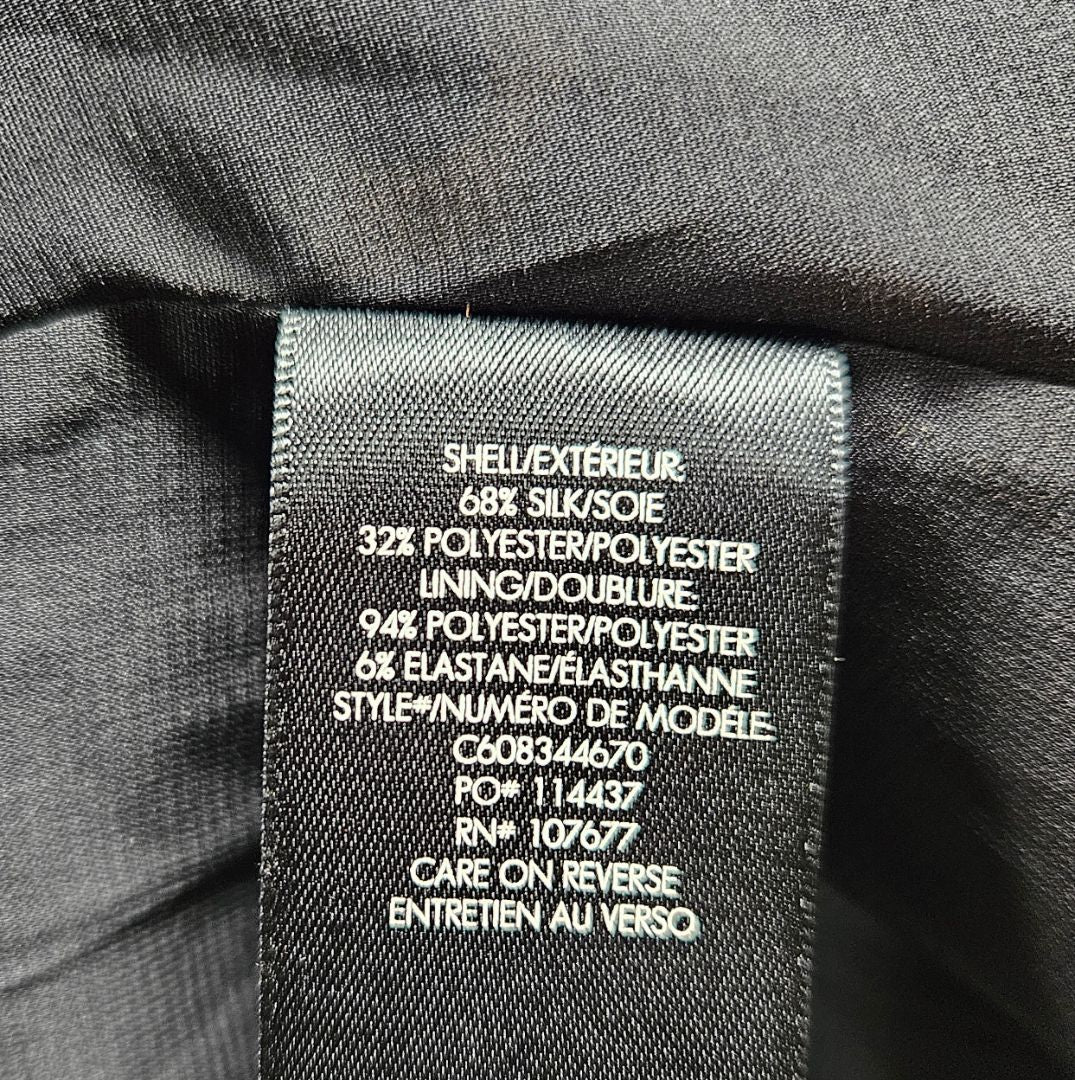 SHELL/EXTÉRIEUR:
68% SILK/SOIE
32% POLYESTER/POLYESTER
LINING/DOUBLURE:
94% POLYESTER/POLYESTER
6% ELASTANE/ÉLASTHANNE
STYLE#/NUMÉRO DE MODÉLE:
C608344670
PO# 114437
RN# 107677
CARE ON REVERSE
ENTRETIEN AU VERSO